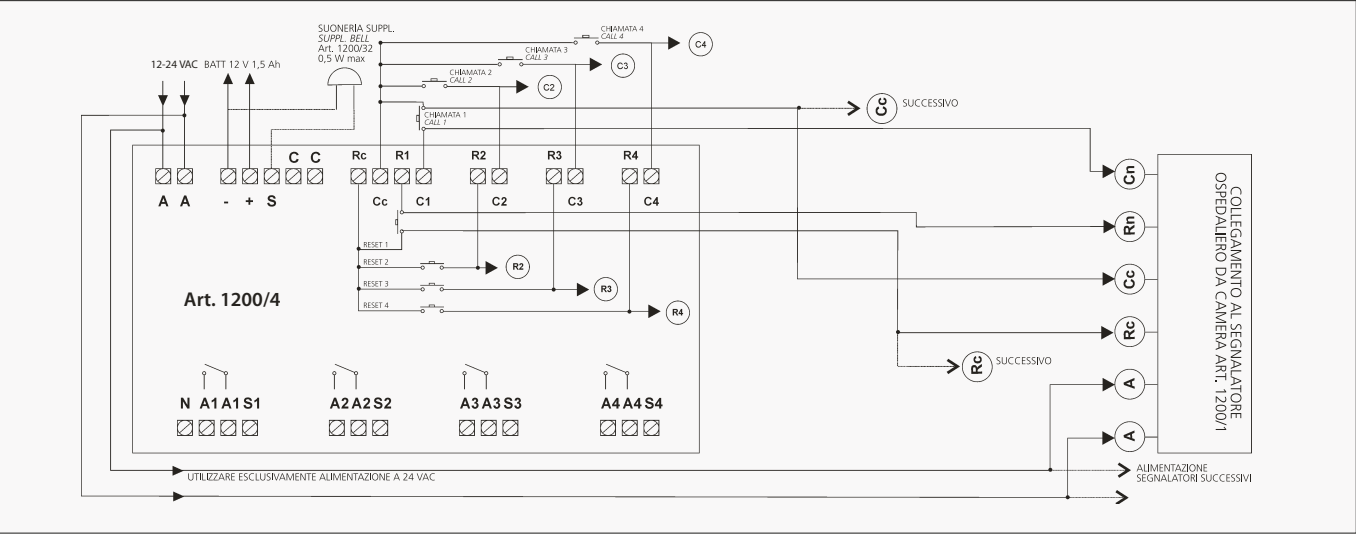 SUONERIA SUPPL.
SUPPL. BELL
Art. 1200/32
0,5 W max
12-24 VAC BATT 12 V 1,5 Ah
CHIAMATA 4
CALL 4
C4
CHIAMATA 3
CALL 3
C3
CHIAMATA 2
CALL 2
C2
CHIAMATA 1
CALL 1
Cc SUCCESSIVO
C C Rc R1 R2 R3 R4
A A - + S Cc C1 C2 C3 C4
RESET 1
RESET 2
R2
RESET 3
R3
RESET 4
R4
Art. 1200/4
Rc SUCCESSIVO
N A1 A1 S1 A2 A2 S2 A3 A3 S3 A4 A4 S4
Cn
Rn
Cc
Rc
A
A
COLLEGAMENTO AL SEGNALATORE
OSPEDALIERO DA CAMERA ART. 1200/1
UTILIZZARE ESCLUSIVAMENTE ALIMENTAZIONE A 24 VAC
ALIMENTAZIONE
SEGNALATORI SUCCESSIVI